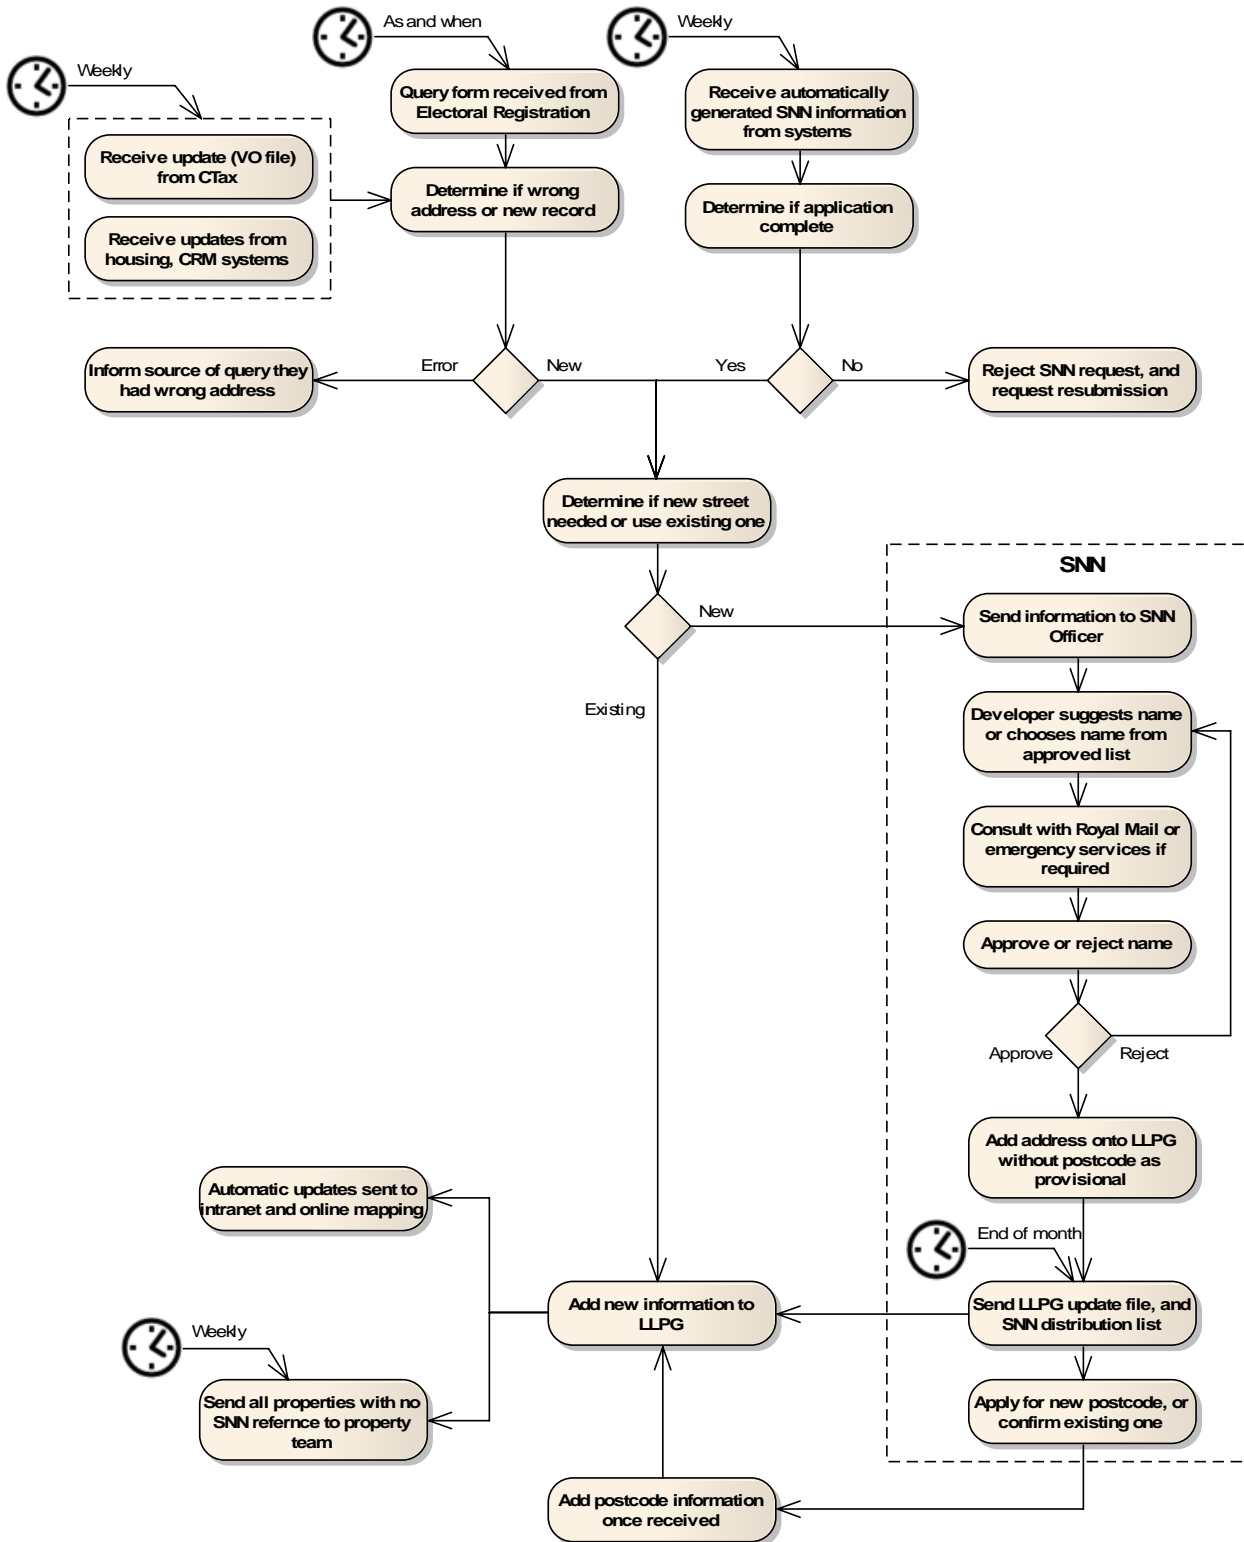 As and when
Weekly
Weekly
Query form received from
Electoral Registration
Receive automatically
generated SNN information
from systems
Receive update (VO file)
from CTax
Determine if wrong
address or new record
Determine if application
complete
Receive updates from
housing, CRM systems
Error
New
Yes
No
Inform source of query they
had wrong address
Reject SNN request, and
request resubmission
Determine if new street
needed or use existing one
SNN
New
Send information to SNN
Officer
Existing
Developer suggests name
or chooses name from
approved list
Consult with Royal Mail or
emergency services if
required
Approve or reject name
Approve
Reject
Add address onto LLPG
without postcode as
provisional
Automatic updates sent to
intranet and online mapping
End of month
Add new information to
LLPG
Send LLPG update file, and
SNN distribution list
Weekly
Send all properties with no
SNN refernce to property
team
Apply for new postcode, or
confirm existing one
Add postcode information
once received